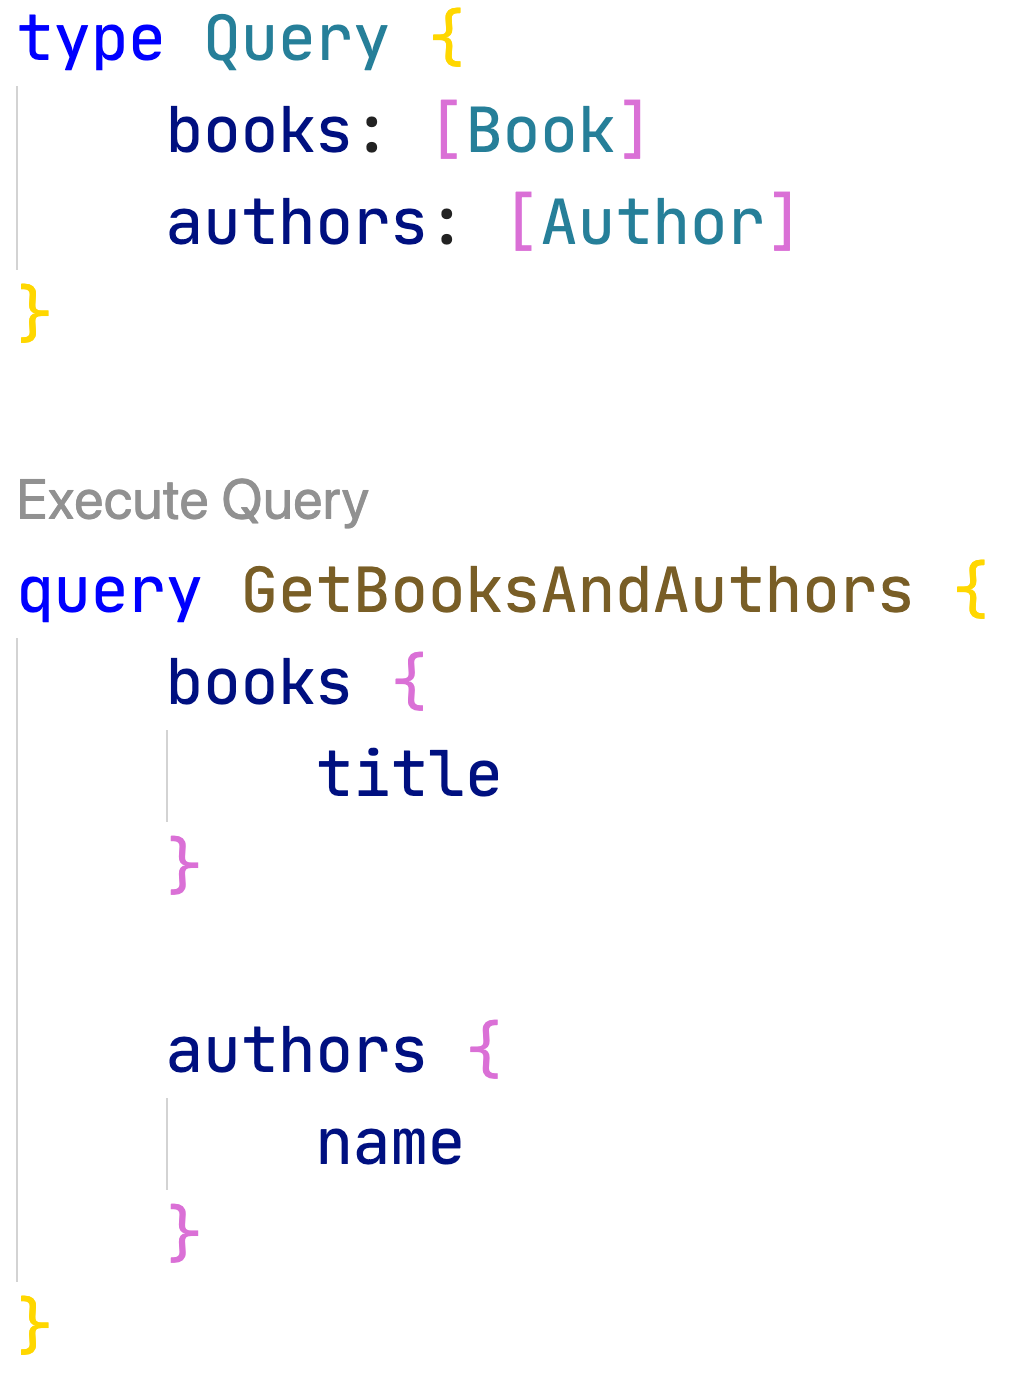 type Query {
    books: [Book]
    authors: [Author]
}
Execute Query
query GetBooksAndAuthors {
    books {
        title
    }
    authors {
        name
    }
}